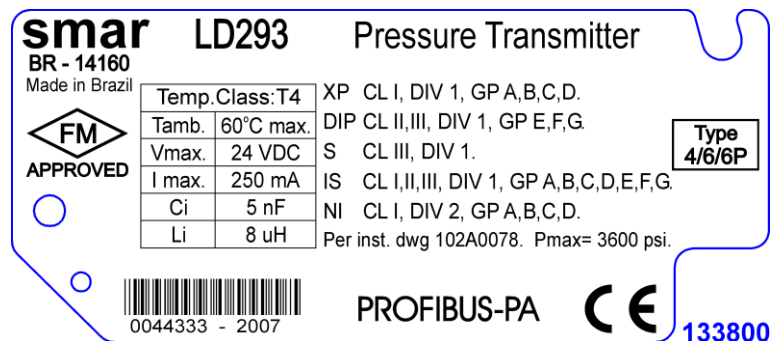 smar LD293 Pressure Transmitter
BR - 14160
Made in Brazil
FM
APPROVED
Temp.Class:T4
Tamb. 60°C max.
Vmax. 24 VDC
I max. 250 mA
Ci 5 nF
Li 8 uH
XP CL I, DIV 1, GP A,B,C,D.
DIP CL II,III, DIV 1, GP E,F,G.
S CL III, DIV 1.
IS CL I,II,III, DIV 1, GP A,B,C,D,E,F,G.
NI CL I, DIV 2, GP A,B,C,D.
Per inst. dwg 102A0078. Pmax= 3600 psi.
Type
4/6/6P
0044333 - 2007
PROFIBUS-PA CE
133800